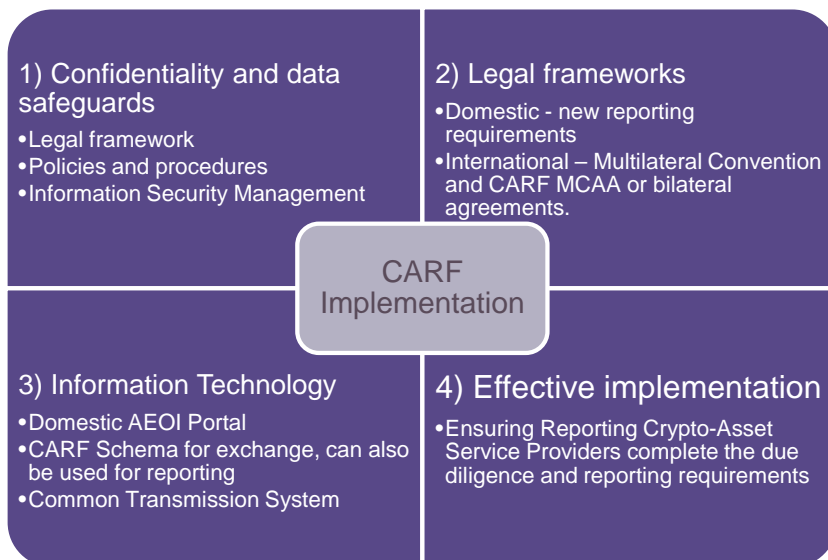 1) Confidentiality and data
safeguards
•Legal framework
•Policies and procedures
•Information Security Management
2) Legal frameworks
•Domestic - new reporting
requirements
•International – Multilateral Convention
and CARF MCAA or bilateral
agreements.
CARF
Implementation
3) Information Technology
•Domestic AEOI Portal
•CARF Schema for exchange, can also
be used for reporting
•Common Transmission System
4) Effective implementation
•Ensuring Reporting Crypto-Asset
Service Providers complete the due
diligence and reporting requirements